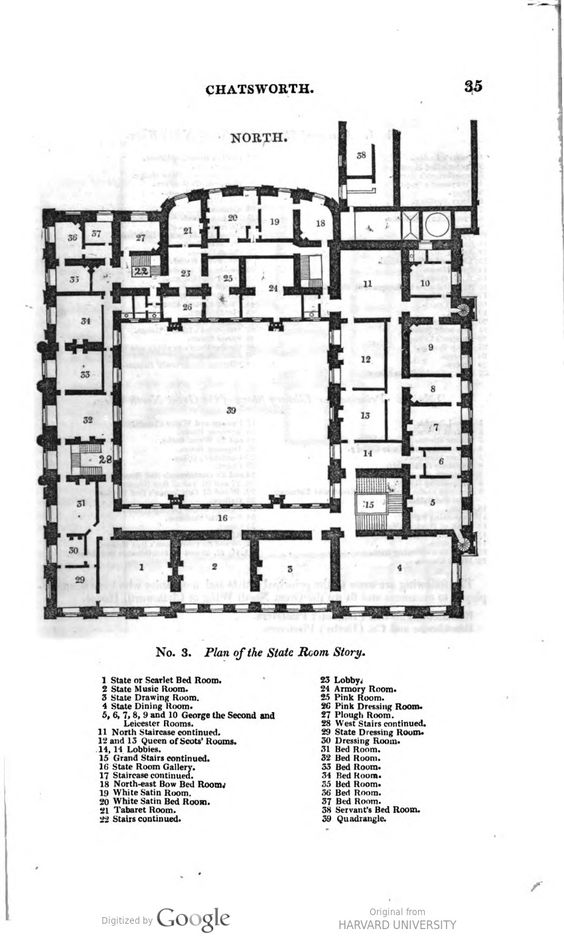 CHATSWORTH.
35
NORTH.
38
36
37
27
21
20
19
18
35
22
23
25
24
11
10
34
26
9
33
12
8
32
39
13
7
28
14
6
31
15
5
16
30
29
1
2
3
4
No. 3. Plan of the State Room Story.
1 State or Scarlet Bed Room.
2 State Music Room.
3 State Drawing Room.
4 State Dining Room.
5, 6, 7, 8, 9 and 10 George the Second and
Leicester Rooms.
11 North Staircase continued.
12 and 13 Queen of Scots' Rooms.
14, 14 Lobbies.
15 Grand Stairs continued.
16 State Room Gallery.
17 Staircase continued.
18 North-east Bow Bed Room.
19 White Satin Room.
20 White Satin Bed Room.
21 Tabaret Room.
22 Stairs continued.
23 Lobby.
24 Armory Room.
25 Pink Room.
26 Pink Dressing Room.
27 Plough Room.
28 West Stairs continued.
29 State Dressing Room.
30 Dressing Room.
31 Bed Room.
32 Bed Room.
33 Bed Room.
34 Bed Room.
35 Bed Room.
36 Bed Room.
37 Bed Room.
38 Servant's Bed Room.
39 Quadrangle.
Digitized by Google
Original from
HARVARD UNIVERSITY